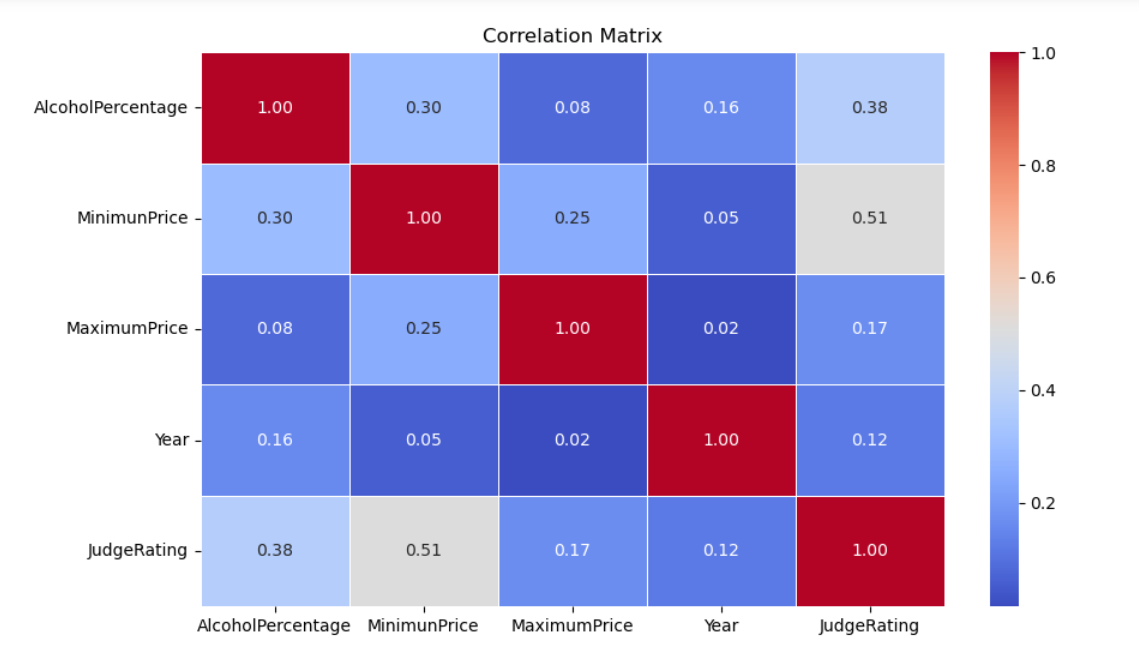 Correlation Matrix
AlcoholPercentage 1.00 0.30 0.08 0.16 0.38
MinimunPrice 0.30 1.00 0.25 0.05 0.51
MaximumPrice 0.08 0.25 1.00 0.02 0.17
Year 0.16 0.05 0.02 1.00 0.12
JudgeRating 0.38 0.51 0.17 0.12 1.00
AlcoholPercentage MinimunPrice MaximumPrice Year JudgeRating
1.0
0.8
0.6
0.4
0.2